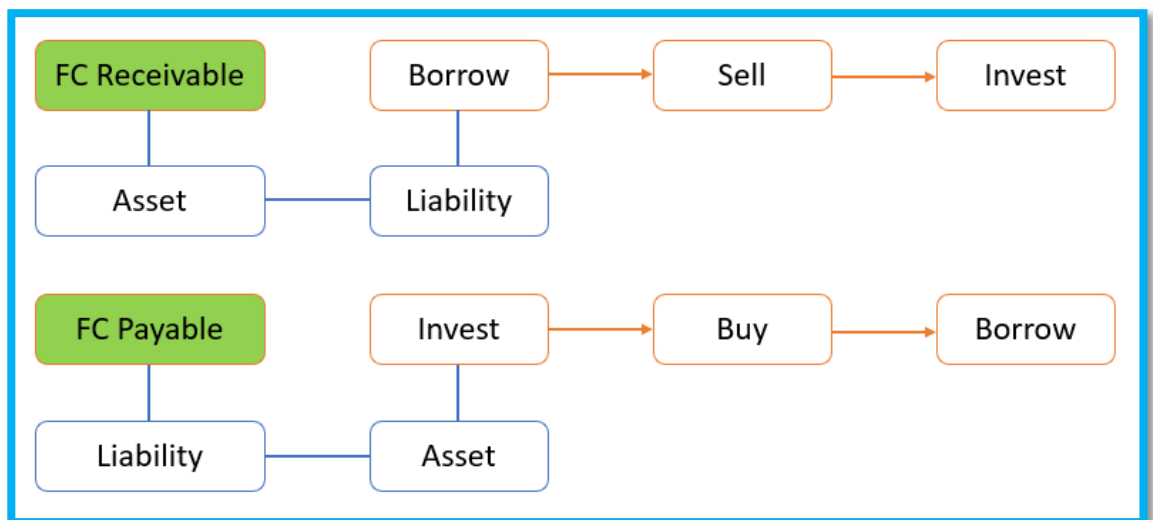 FC Receivable
Borrow
Sell
Invest
Asset
Liability
FC Payable
Invest
Buy
Borrow
Liability
Asset